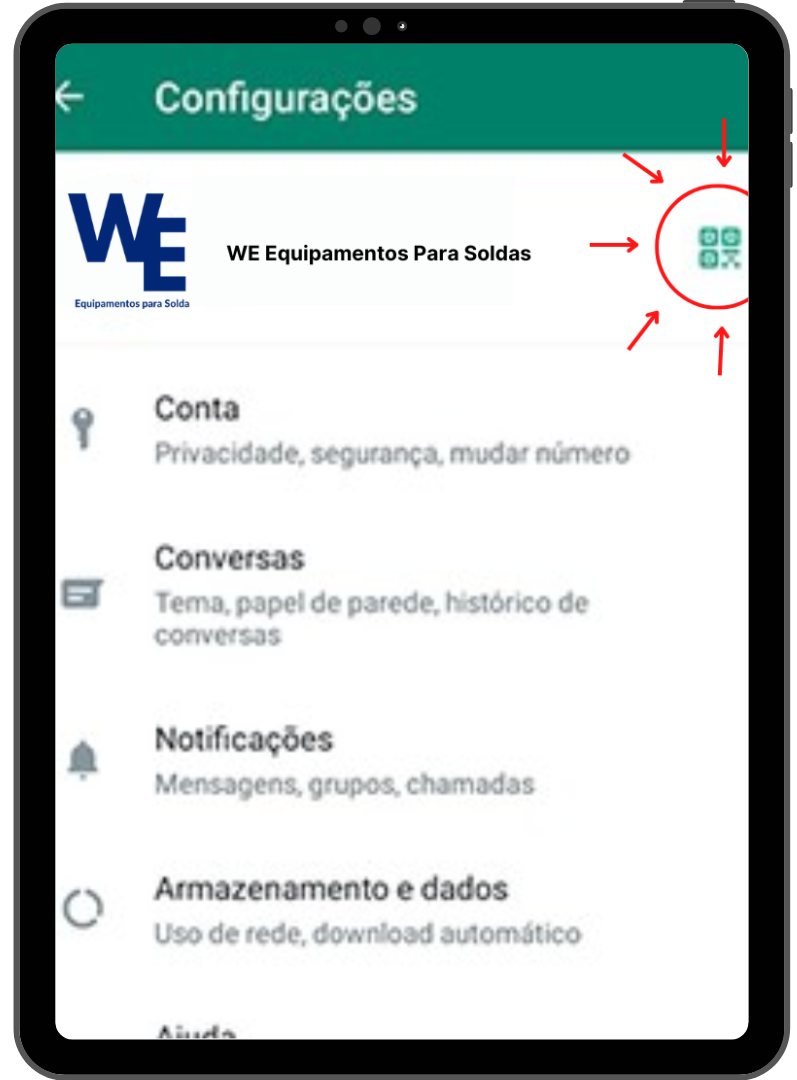 Configurações
WE
Equipamentos para Solda
WE Equipamentos Para Soldas
Conta
Privacidade, segurança, mudar número
Conversas
Tema, papel de parede, histórico de
conversas
Notificações
Mensagens, grupos, chamadas
Armazenamento e dados
Uso de rede, download automático
Ajuda